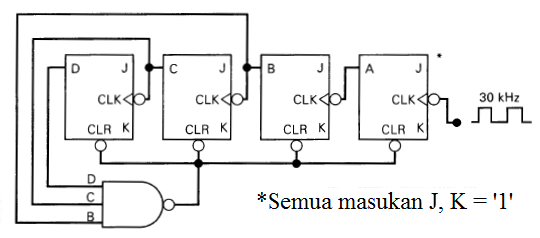 *
D J C J B J A J
CLK CLK CLK CLK 30 kHz
CLR K CLR K CLR K CLR K
D
C
B
*Semua masukan J, K = '1'